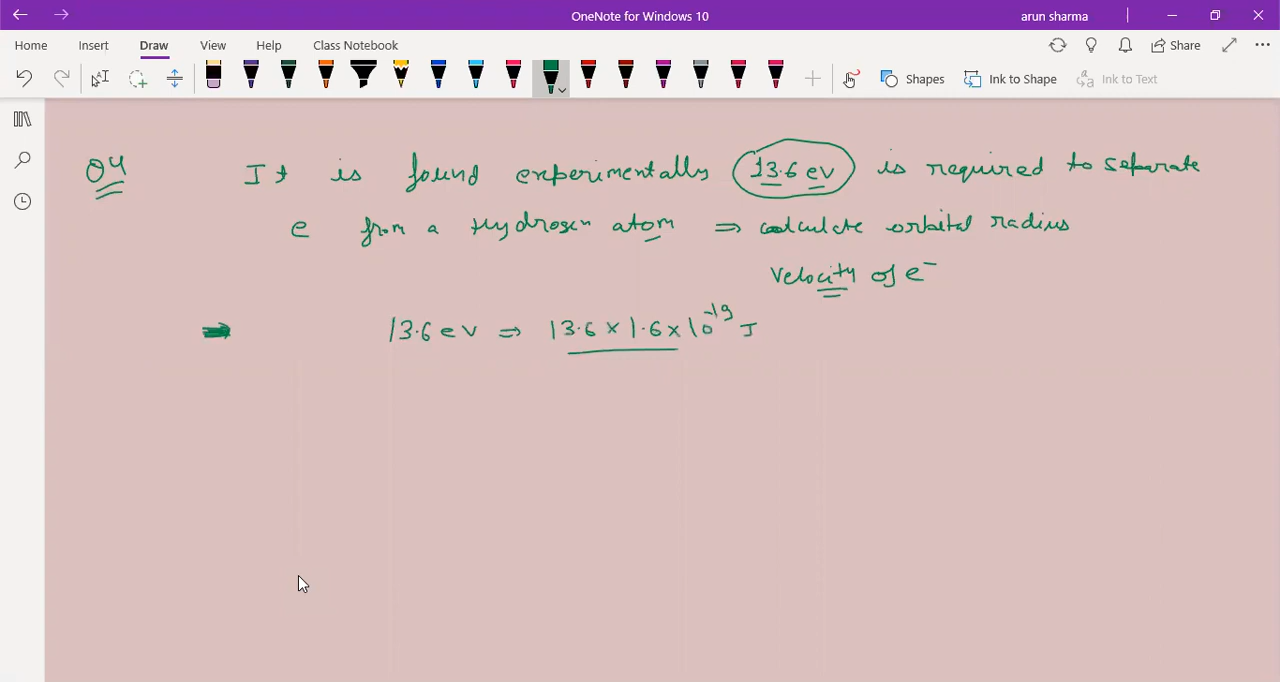 OneNote for Windows 10
arun sharma
Home Insert Draw View Help Class Notebook
Share
Shapes Ink to Shape Ink to Text
Q4 It is found experimentally 13.6 ev is required to separate
e from a Hydrogen atom ⇒ calculate orbital radius
velocity of e⁻
13.6 ev ⇒ 13.6 × 1.6 × 10⁻¹⁹ J